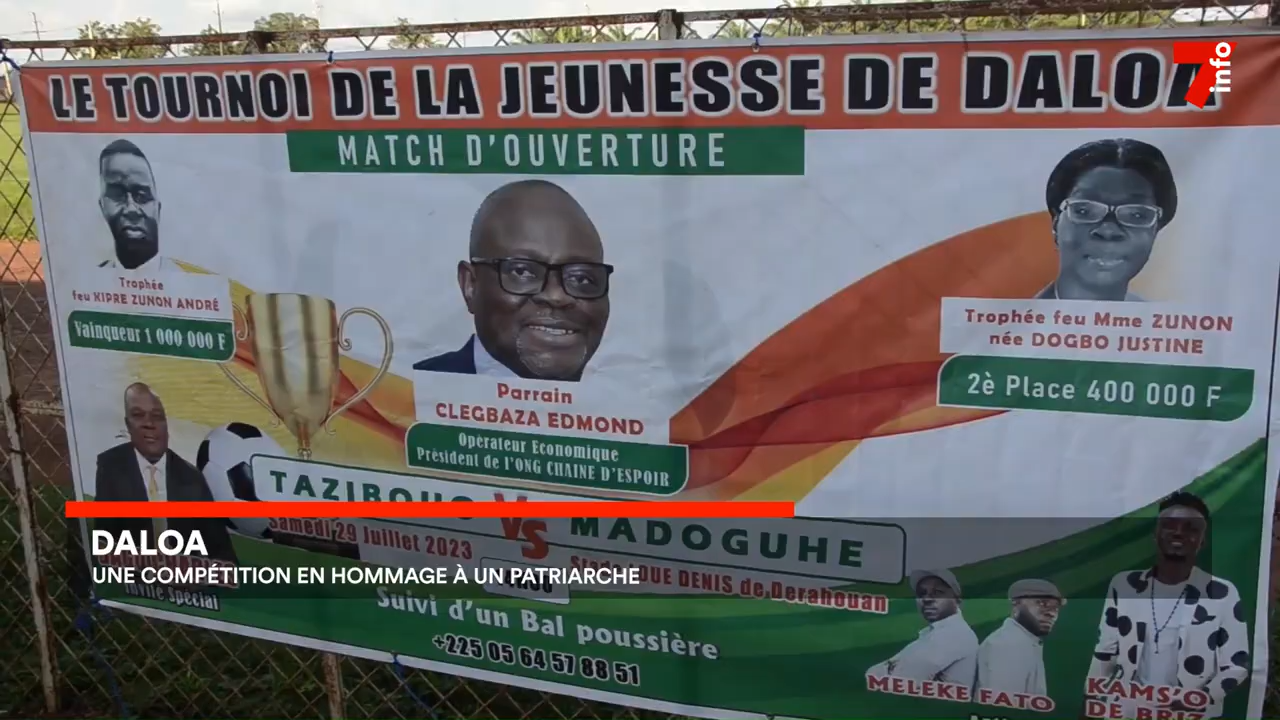 LE TOURNOI DE LA JEUNESSE DE DALOA
7info
MATCH D'OUVERTURE
Trophée
feu KIPRE ZUNON ANDRÉ
Vainqueur 1 000 000 F
Parrain
CLEGBAZA EDMOND
Opérateur Economique
Président de l'ONG CHAINE D'ESPOIR
Trophée feu Mme ZUNON
née DOGBO JUSTINE
2è Place 400 000 F
VS MADOGUHE
Samedi 29 Juillet 2023
DENIS de Derahouan
DALOA
UNE COMPÉTITION EN HOMMAGE À UN PATRIARCHE
Invité Spécial
Suivi d'un Bal poussière
+225 05 64 57 88 51
MELEKE FATO
KAMS'O
DE